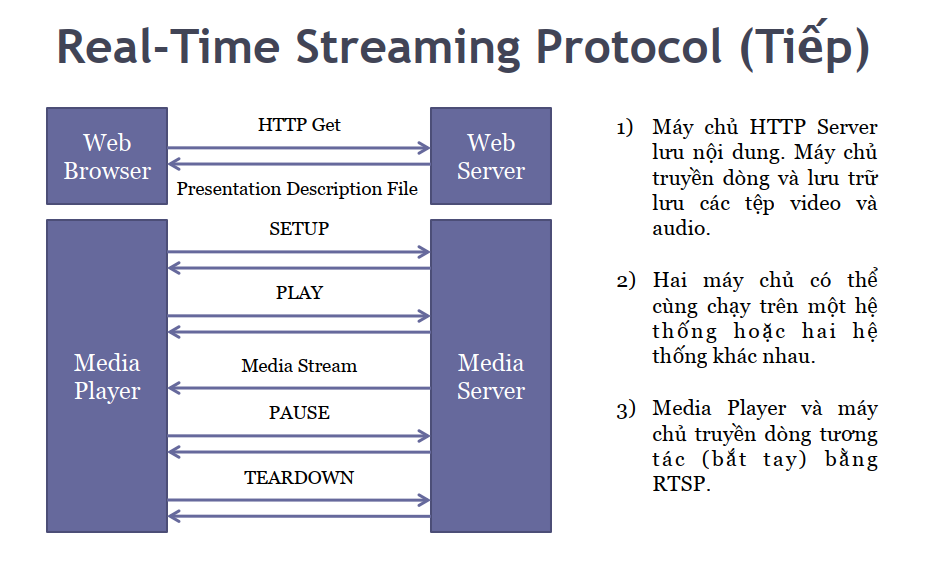 Real-Time Streaming Protocol (Tiếp)
Web
Browser
HTTP Get
Presentation Description File
Web
Server
Media
Player
SETUP
PLAY
Media Stream
PAUSE
TEARDOWN
Media
Server
1) Máy chủ HTTP Server
lưu nội dung. Máy chủ
truyền dòng và lưu trữ
lưu các tệp video và
audio.
2) Hai máy chủ có thể
cùng chạy trên một hệ
thống hoặc hai hệ
thống khác nhau.
3) Media Player và máy
chủ truyền dòng tương
tác (bắt tay) bằng
RTSP.